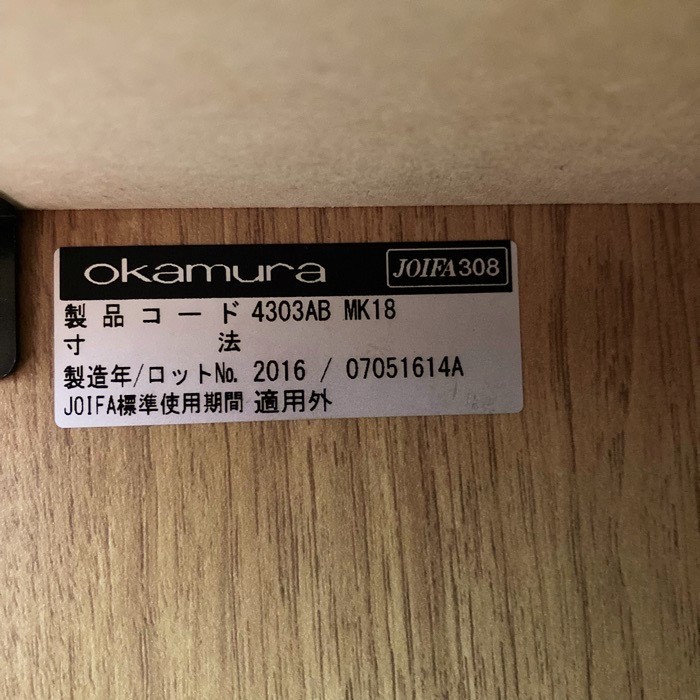 okamura JOIFA308
製品コード 4303AB MK18
寸法
製造年/ロットNo. 2016 / 07051614A
JOIFA標準使用期間 適用外